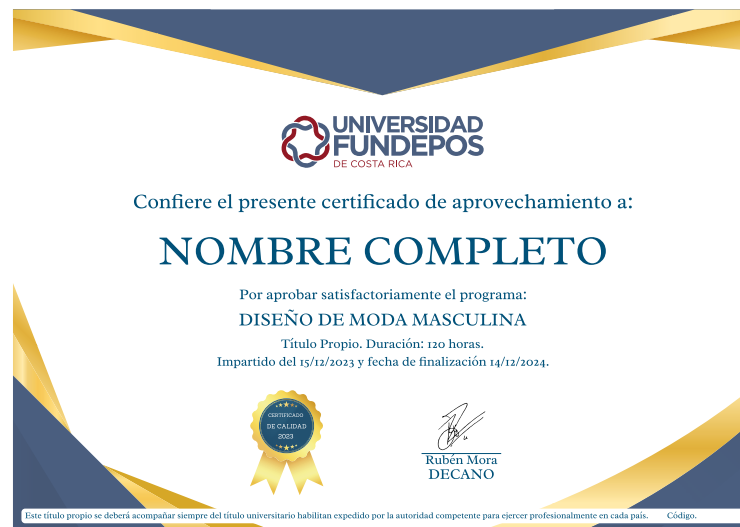 UNIVERSIDAD
FUNDEPOS
DE COSTA RICA
Confiere el presente certificado de aprovechamiento a:
NOMBRE COMPLETO
Por aprobar satisfactoriamente el programa:
DISEÑO DE MODA MASCULINA
Título Propio. Duración: 120 horas.
Impartido del 15/12/2023 y fecha de finalización 14/12/2024.
CERTIFICADO
DE CALIDAD
2023
Rubén Mora
DECANO
Este título propio se deberá acompañar siempre del título universitario habilitan expedido por la autoridad competente para ejercer profesionalmente en cada país. Código.